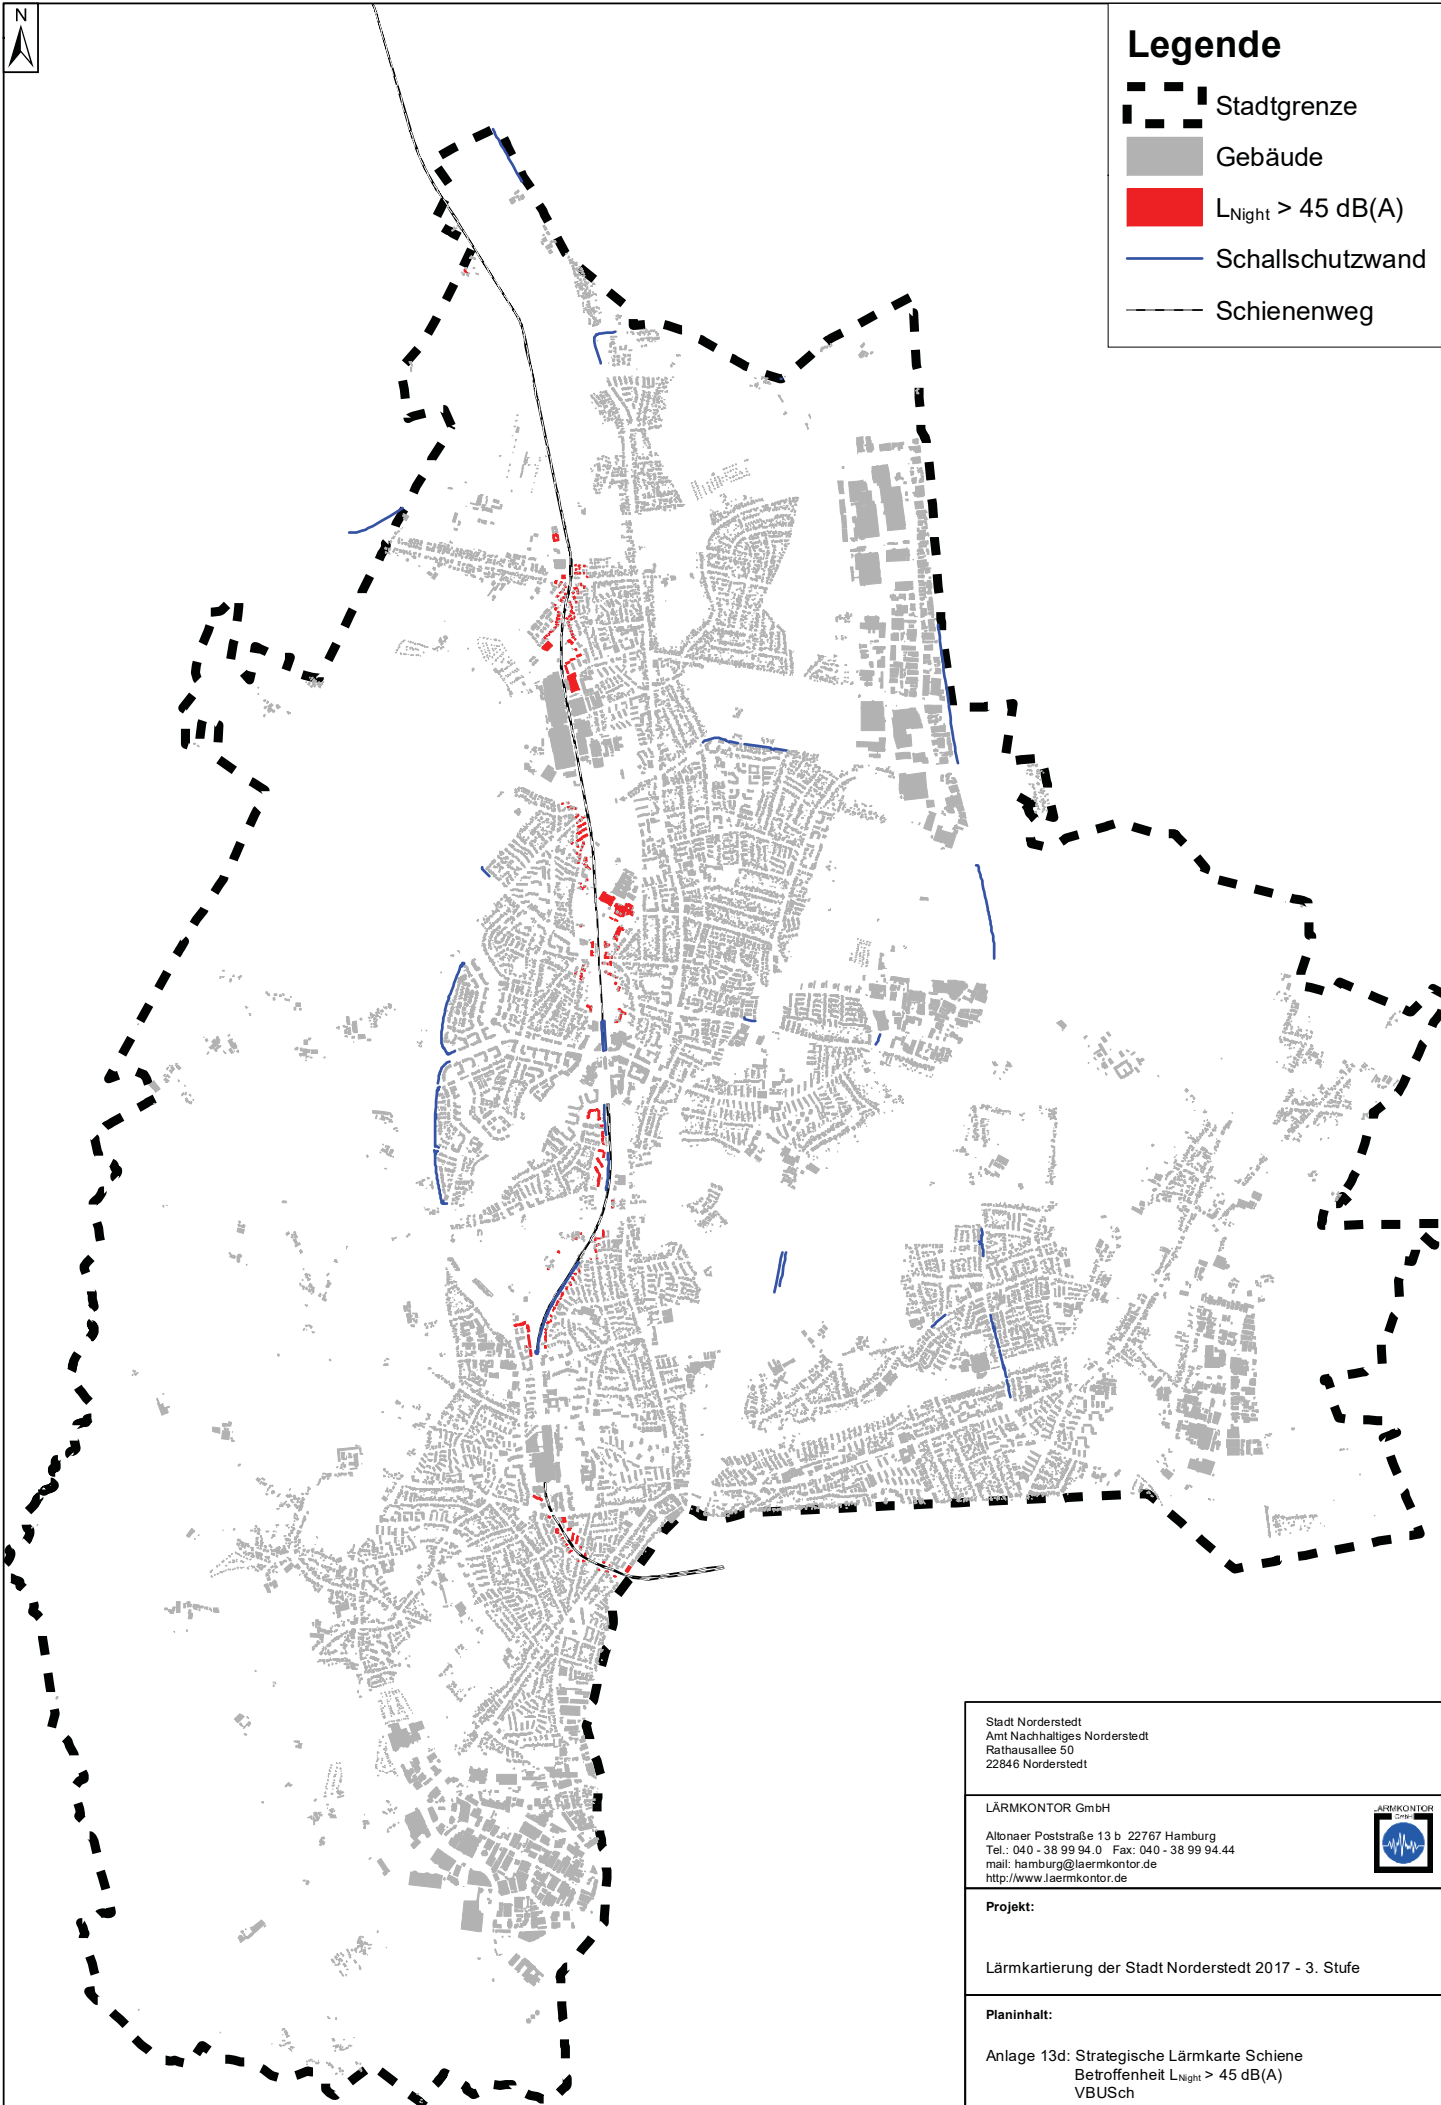 N
Legende
Stadtgrenze
Gebäude
LNight > 45 dB(A)
Schallschutzwand
Schienenweg
Stadt Norderstedt
Amt Nachhaltiges Norderstedt
Rathausallee 50
22846 Norderstedt
LÄRMKONTOR GmbH
Altonaer Poststraße 13 b 22767 Hamburg
Tel.: 040 - 38 99 94.0 Fax: 040 - 38 99 94.44
mail: hamburg@laermkontor.de
http://www.laermkontor.de
ARMKONTOR
GmbH
Projekt:
Lärmkartierung der Stadt Norderstedt 2017 - 3. Stufe
Planinhalt:
Anlage 13d: Strategische Lärmkarte Schiene
Betroffenheit LNight > 45 dB(A)
VBUSch